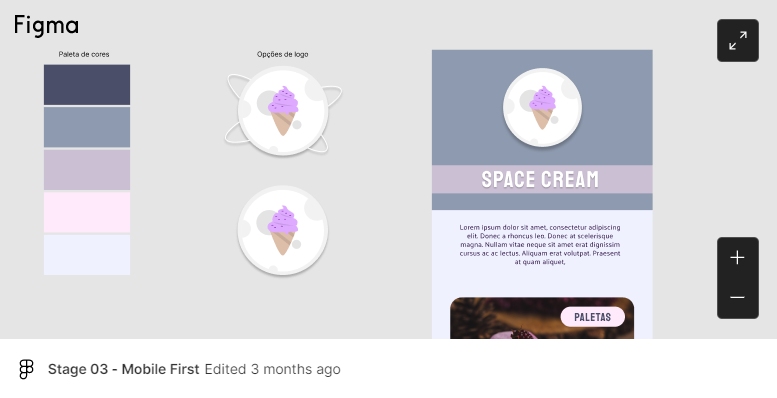 Figma
Paleta de cores
Opções de logo
SPACE CREAM
Lorem ipsum dolor sit amet, consectetur adipiscing
elit. Donec a rhoncus leo. Donec at scelerisque
magna. Nullam vitae neque sit amet erat dignissim
cursus ac ac lectus. Aliquam erat volutpat. Praesent
at quam aliquet,
PALETAS
Stage 03 - Mobile First Edited 3 months ago